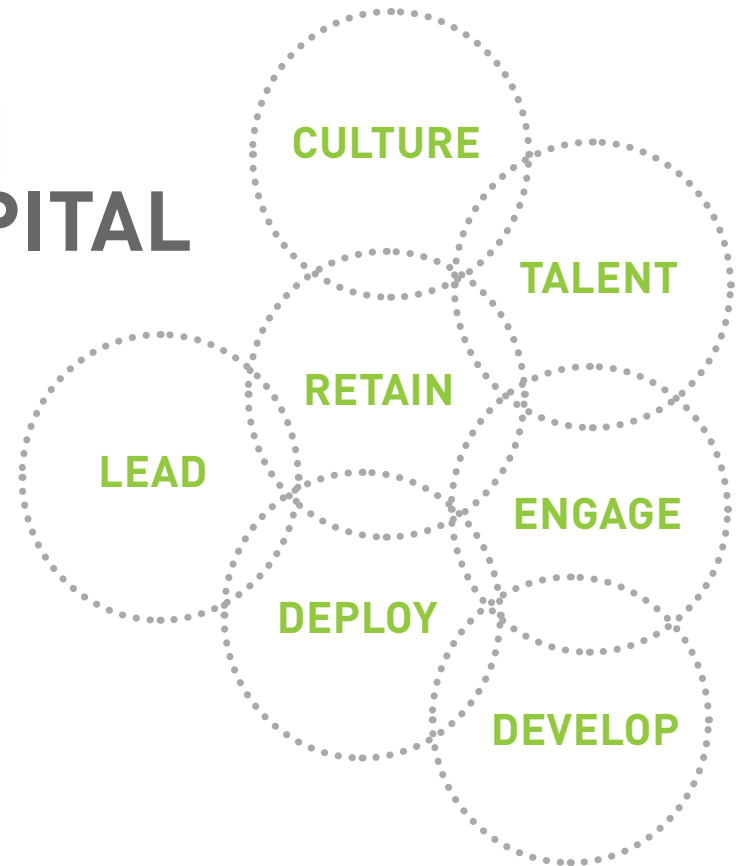 CULTURE
PITAL
TALENT
RETAIN
LEAD
ENGAGE
DEPLOY
DEVELOP